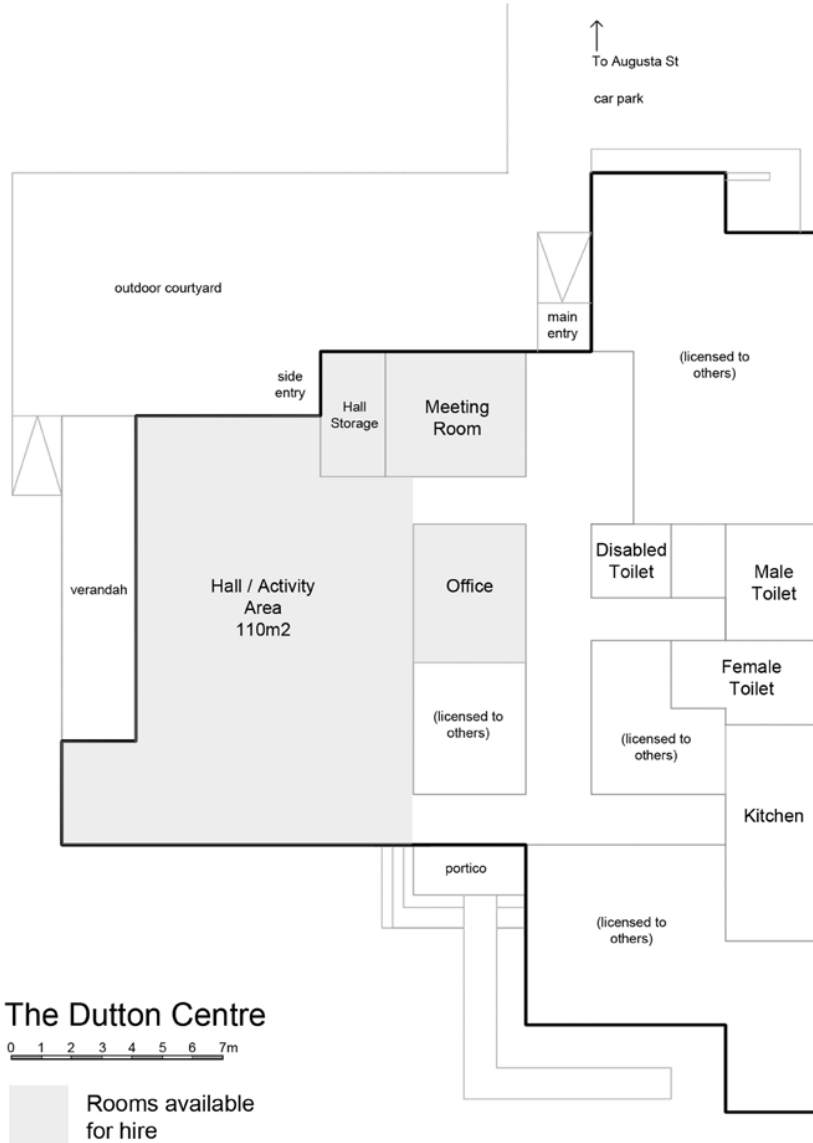 To Augusta St
car park
outdoor courtyard
main
entry
(licensed to
others)
side
entry
Hall
Storage
Meeting
Room
Disabled
Toilet
Male
Toilet
verandah
Hall / Activity
Area
110m2
Office
Female
Toilet
(licensed to
others)
(licensed to
others)
Kitchen
portico
(licensed to
others)
The Dutton Centre
0 1 2 3 4 5 6 7m
Rooms available
for hire